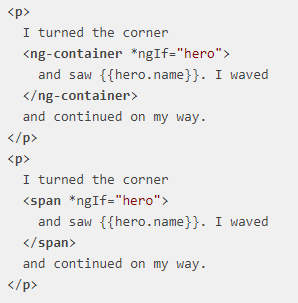 <p>
  I turned the corner
  <ng-container *ngIf="hero">
    and saw {{hero.name}}. I waved
  </ng-container>
  and continued on my way.
</p>
<p>
  I turned the corner
  <span *ngIf="hero">
    and saw {{hero.name}}. I waved
  </span>
  and continued on my way.
</p>